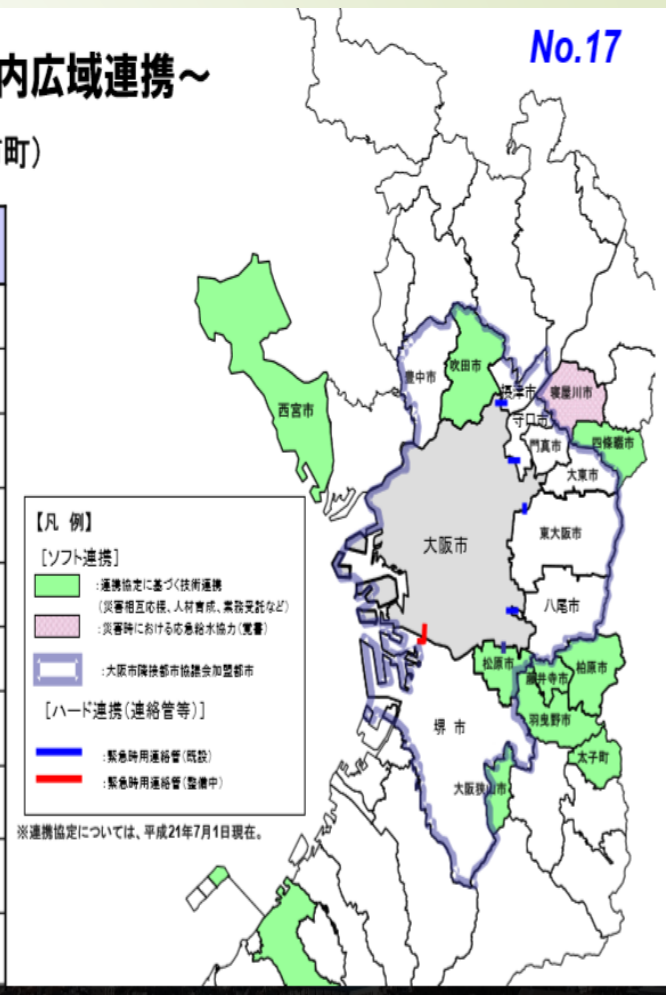 No.17
内広域連携~
町)
吹田市
豊中市
摂津市
寝屋川市
西宮市
守口市
門真市
四條畷市
大東市
東大阪市
大阪市
八尾市
松原市
藤井寺市
柏原市
羽曳野市
堺 市
太子町
大阪狭山市
【凡 例】
[ソフト連携]
:連携協定に基づく技術連携
(災害相互応援、人材育成、業務受託など)
:災害時における応急給水協力(覚書)
:大阪市隣接都市協議会加盟都市
[ハード連携(連絡管等)]
:緊急時用連絡管(既設)
:緊急時用連絡管(整備中)
※連携協定については、平成21年7月1日現在。